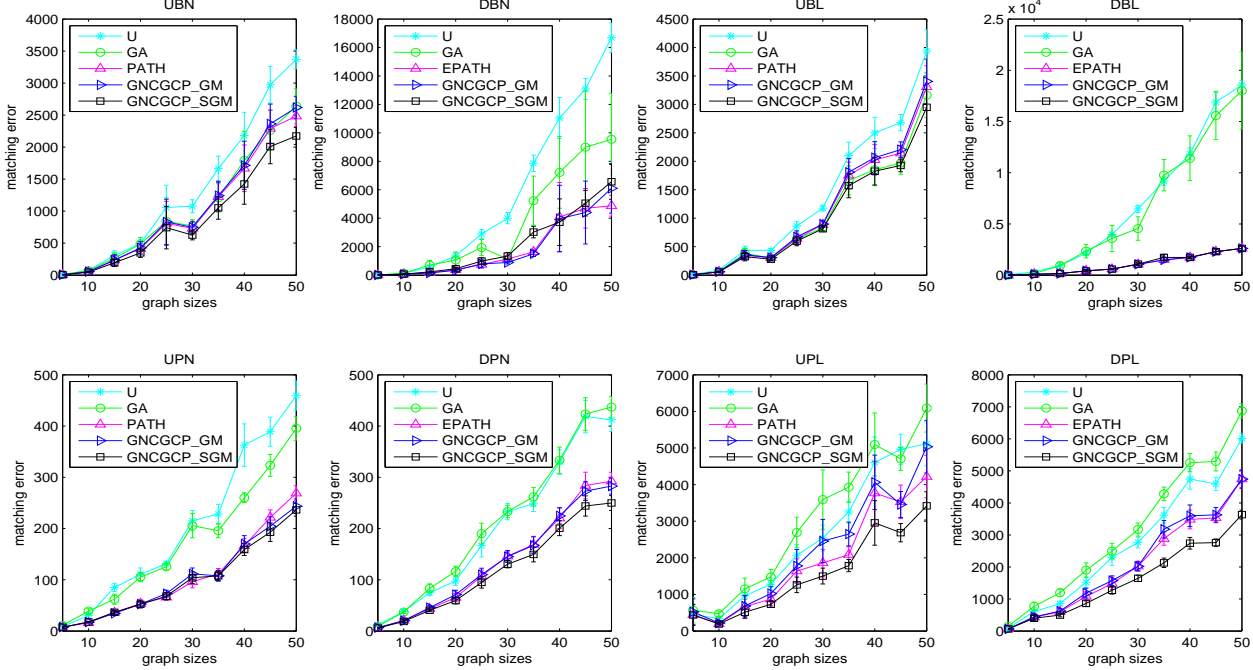 UBN
4000
3500
3000
2500
2000
1500
1000
500
0
matching error
U
GA
PATH
GNCGCP_GM
GNCGCP_SGM
10 20 30 40 50
graph sizes
DBN
18000
16000
14000
12000
10000
8000
6000
4000
2000
0
matching error
U
GA
EPATH
GNCGCP_GM
GNCGCP_SGM
10 20 30 40 50
graph sizes
UBL
4500
4000
3500
3000
2500
2000
1500
1000
500
0
matching error
U
GA
PATH
GNCGCP_GM
GNCGCP_SGM
10 20 30 40 50
graph sizes
DBL
x 10^4
2.5
2
1.5
1
0.5
0
matching error
U
GA
EPATH
GNCGCP_GM
GNCGCP_SGM
10 20 30 40 50
graph sizes
UPN
500
400
300
200
100
0
matching error
U
GA
PATH
GNCGCP_GM
GNCGCP_SGM
10 20 30 40 50
graph sizes
DPN
500
400
300
200
100
0
matching error
U
GA
EPATH
GNCGCP_GM
GNCGCP_SGM
10 20 30 40 50
graph sizes
UPL
7000
6000
5000
4000
3000
2000
1000
0
matching error
U
GA
PATH
GNCGCP_GM
GNCGCP_SGM
10 20 30 40 50
graph sizes
DPL
8000
7000
6000
5000
4000
3000
2000
1000
0
matching error
U
GA
EPATH
GNCGCP_GM
GNCGCP_SGM
10 20 30 40 50
graph sizes